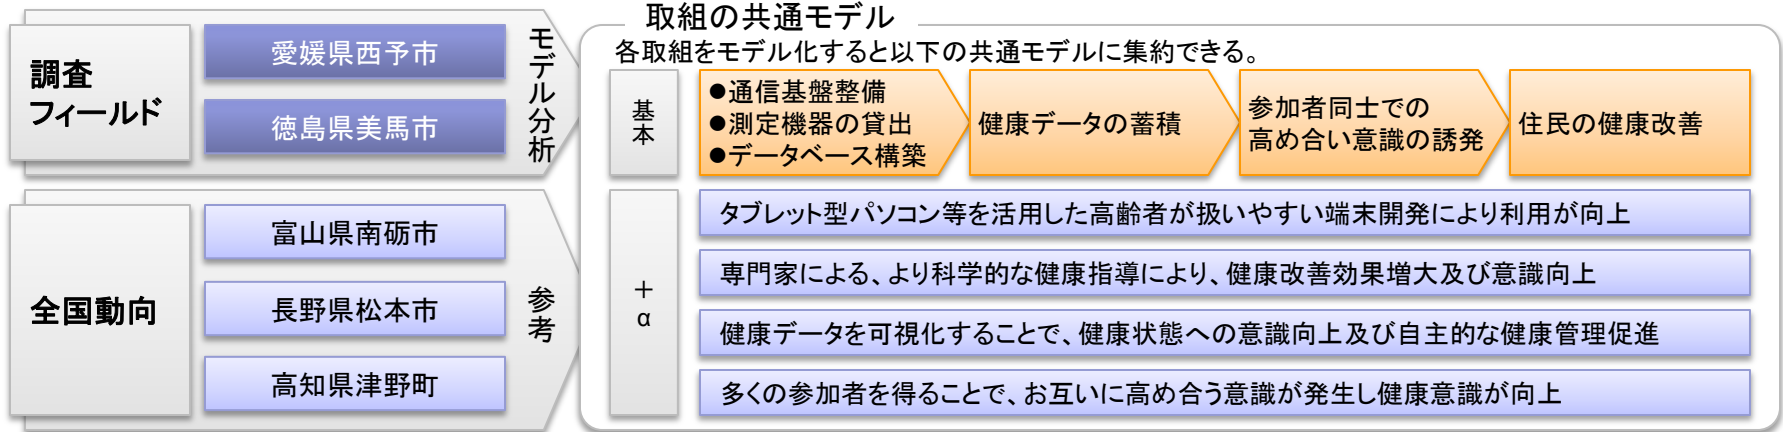 調査
フィールド
愛媛県西予市
徳島県美馬市
モデル分析
全国動向
富山県南砺市
長野県松本市
高知県津野町
参考
取組の共通モデル
各取組をモデル化すると以下の共通モデルに集約できる。
基本
●通信基盤整備
●測定機器の貸出
●データベース構築
健康データの蓄積
参加者同士での
高め合い意識の誘発
住民の健康改善
＋α
タブレット型パソコン等を活用した高齢者が扱いやすい端末開発により利用が向上
専門家による、より科学的な健康指導により、健康改善効果増大及び意識向上
健康データを可視化することで、健康状態への意識向上及び自主的な健康管理促進
多くの参加者を得ることで、お互いに高め合う意識が発生し健康意識が向上